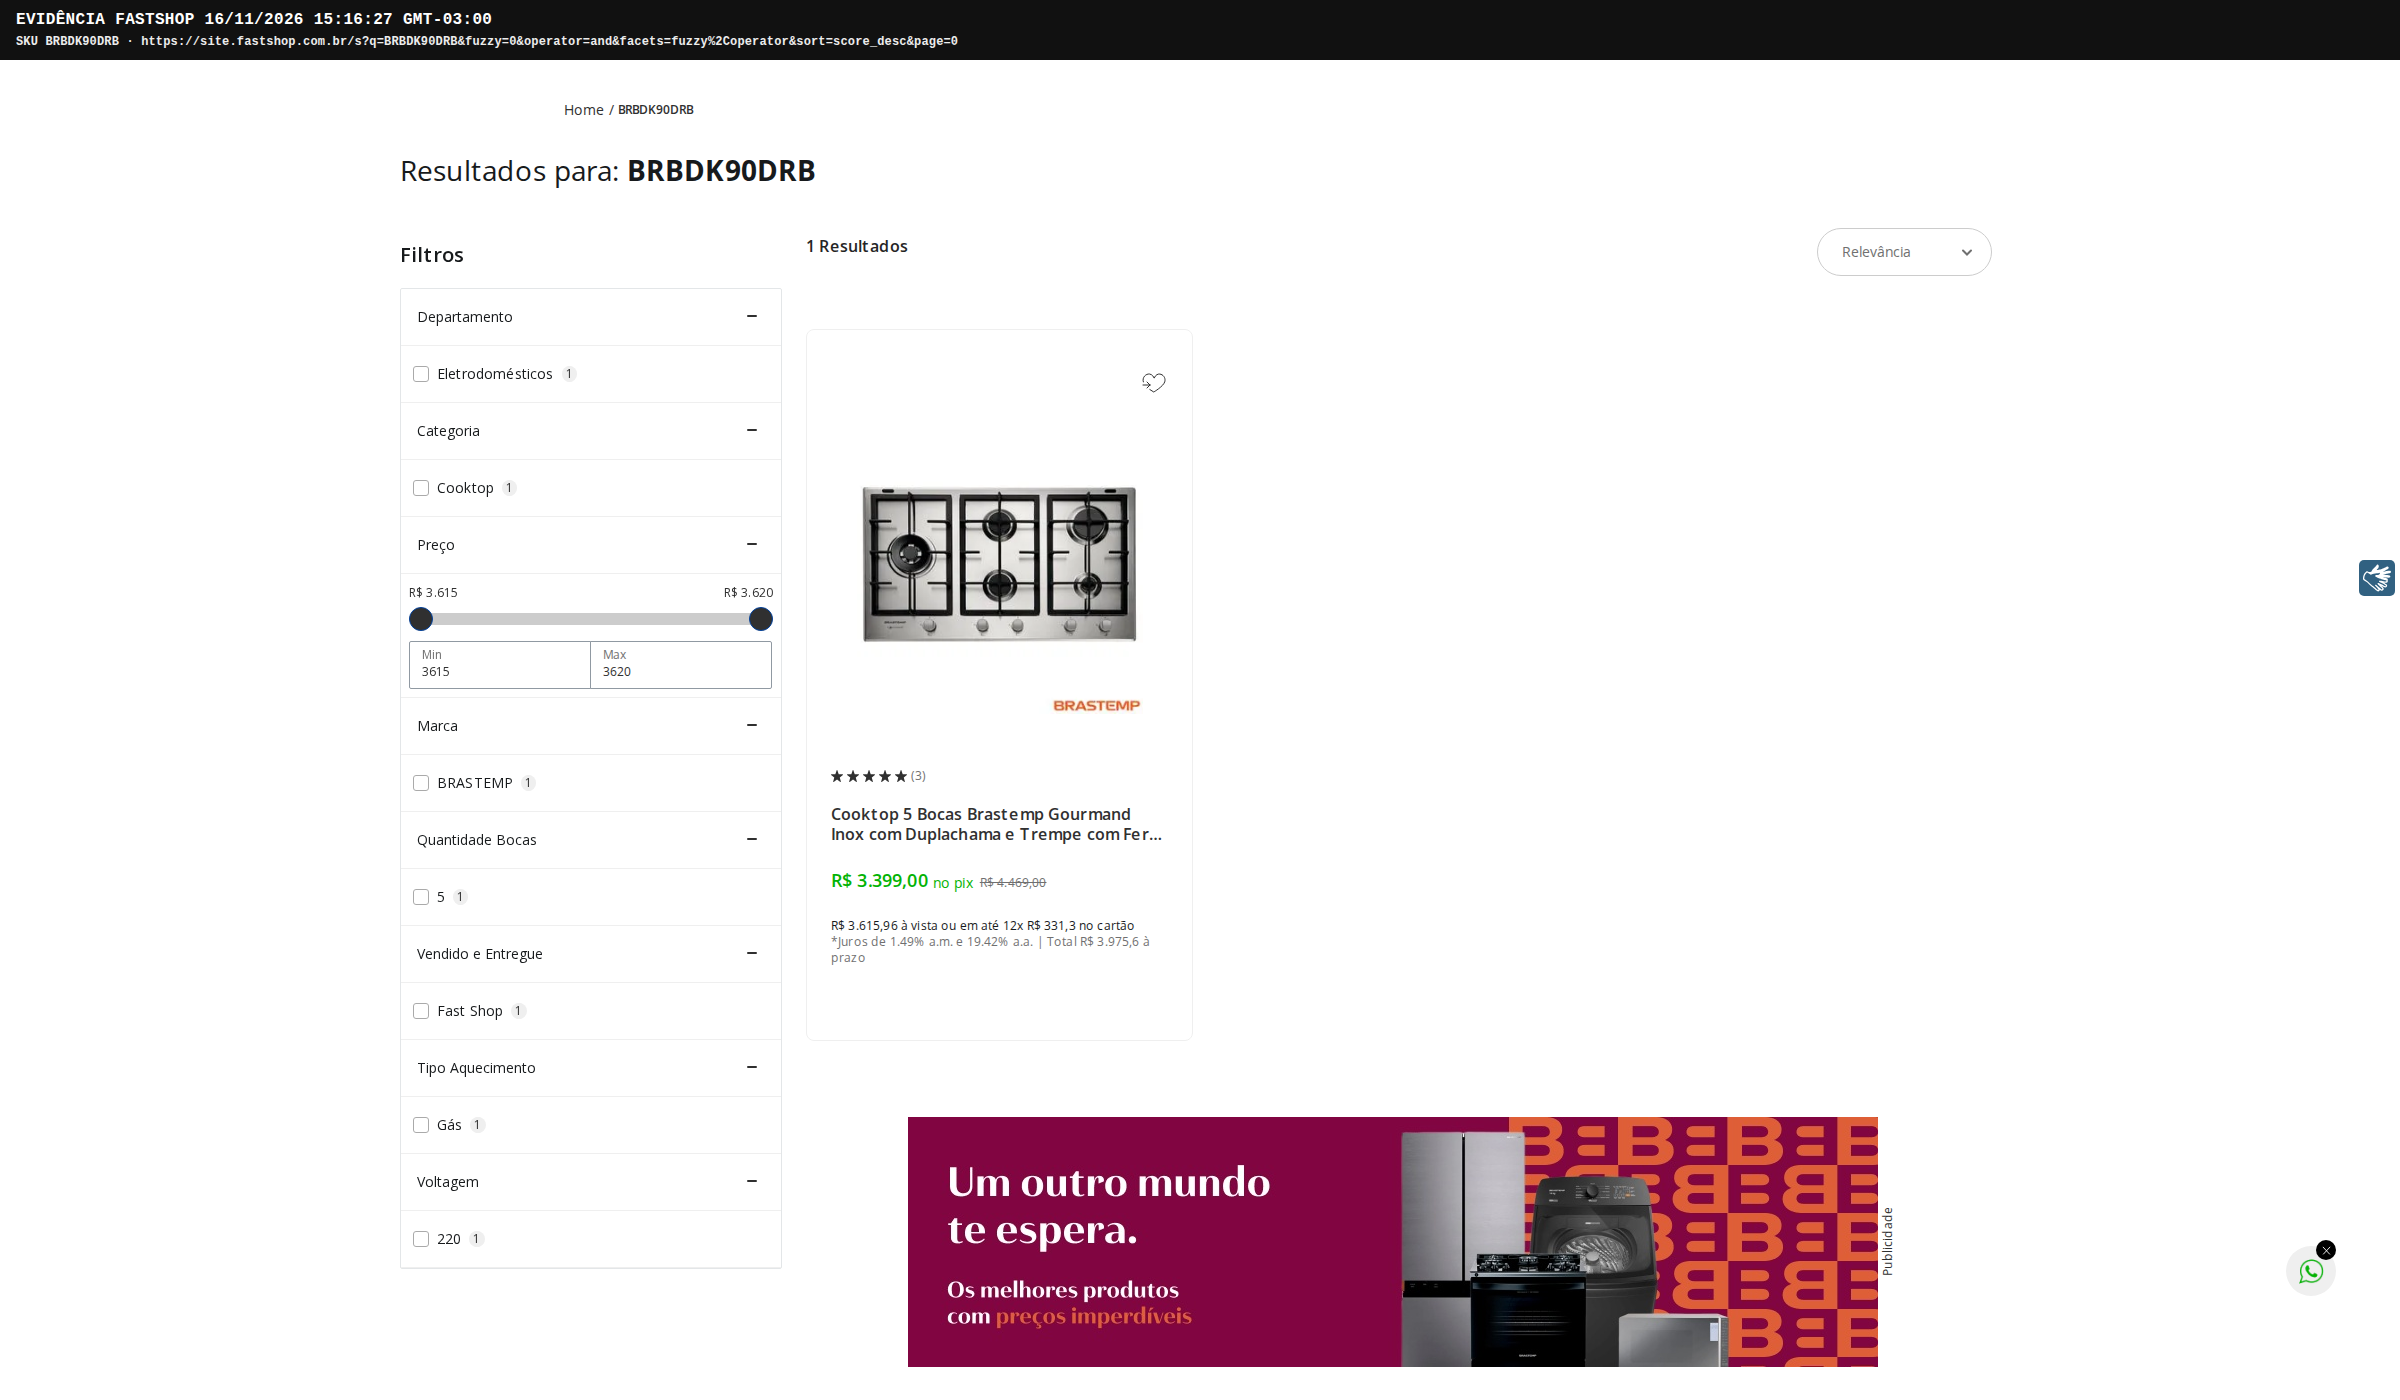 EVIDÊNCIA FASTSHOP 16/11/2026 15:16:27 GMT-03:00
SKU BRBDK90DRB · https://site.fastshop.com.br/s?q=BRBDK90DRB&fuzzy=0&operator=and&facets=fuzzy%2Coperator&sort=score_desc&page=0
Home / BRBDK90DRB
Resultados para: BRBDK90DRB
Filtros
1 Resultados
Relevância
Departamento
Eletrodomésticos 1
Categoria
Cooktop 1
Preço
R$ 3.615 R$ 3.620
Min
3615
Max
3620
Marca
BRASTEMP 1
Quantidade Bocas
5 1
Vendido e Entregue
Fast Shop 1
Tipo Aquecimento
Gás 1
Voltagem
220 1
BRASTEMP
(3)
Cooktop 5 Bocas Brastemp Gourmand
Inox com Duplachama e Trempe com Fer...
R$ 3.399,00 no pix R$ 4.469,00
R$ 3.615,96 à vista ou em até 12x R$ 331,3 no cartão
*Juros de 1.49% a.m. e 19.42% a.a. | Total R$ 3.975,6 à
prazo
Um outro mundo
te espera.
Os melhores produtos
com preços imperdíveis
Publicidade